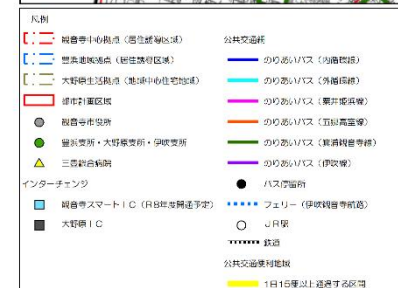 凡例
観音寺中心拠点（居住誘導区域）
豊浜地域拠点（居住誘導区域）
大野原生活拠点（地域中心住宅地域）
都市計画区域
観音寺市役所
豊浜支所・大野原支所・伊吹支所
三豊総合病院
インターチェンジ
観音寺スマートIC（R8年度開通予定）
大野原IC
公共交通網
のりあいバス（内循環線）
のりあいバス（外循環線）
のりあいバス（粟井姫浜線）
のりあいバス（五郷高室線）
のりあいバス（箕浦観音寺線）
のりあいバス（伊吹線）
バス停留所
フェリー（伊吹観音寺航路）
JR駅
鉄道
公共交通便利地域
1日15便以上通過する区間